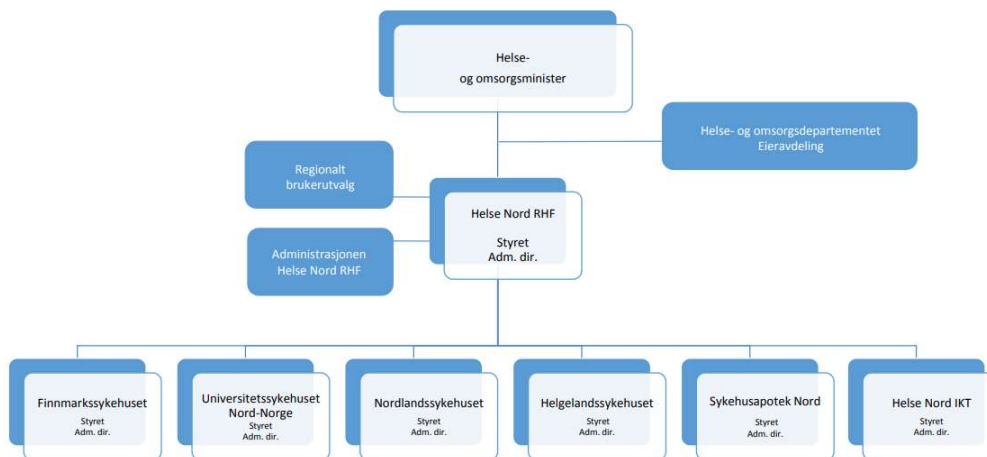 Helse-
og omsorgsminister
Helse- og omsorgsdepartementet
Eieravdeling
Regionalt
brukerutvalg
Helse Nord RHF
Styret
Adm. dir.
Administrasjonen
Helse Nord RHF
Finnmarkssykehuset
Styret
Adm. dir.
Universitetssykehuset
Nord-Norge
Styret
Adm. dir.
Nordlandssykehuset
Styret
Adm. dir.
Helgelandssykehuset
Styret
Adm. dir.
Sykehusapotek Nord
Styret
Adm. dir.
Helse Nord IKT
Styret
Adm. dir.